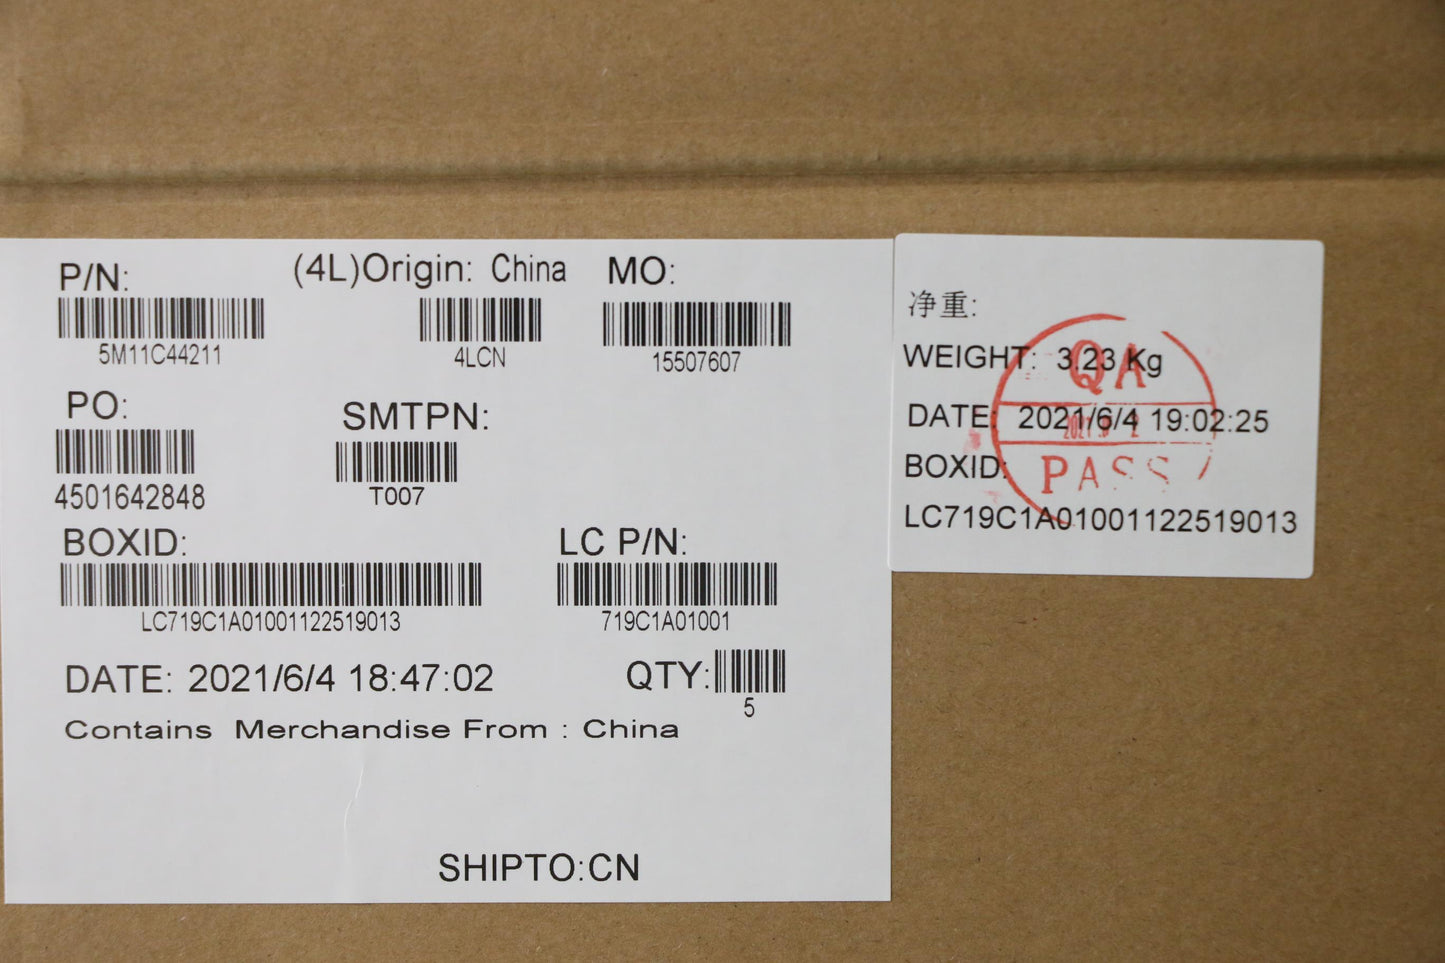 P/N: (4L)Origin: China MO:
5M11C44211 4LCN 15507607
PO: SMTPN:
4501642848 T007
BOXID: LC P/N:
LC719C1A01001122519013 719C1A01001
DATE: 2021/6/4 18:47:02 QTY:
5
Contains Merchandise From : China
SHIPTO:CN
净重:
WEIGHT: 3.23 Kg
DATE: 2021/6/4 19:02:25
BOXID:
LC719C1A01001122519013
QA
PASS